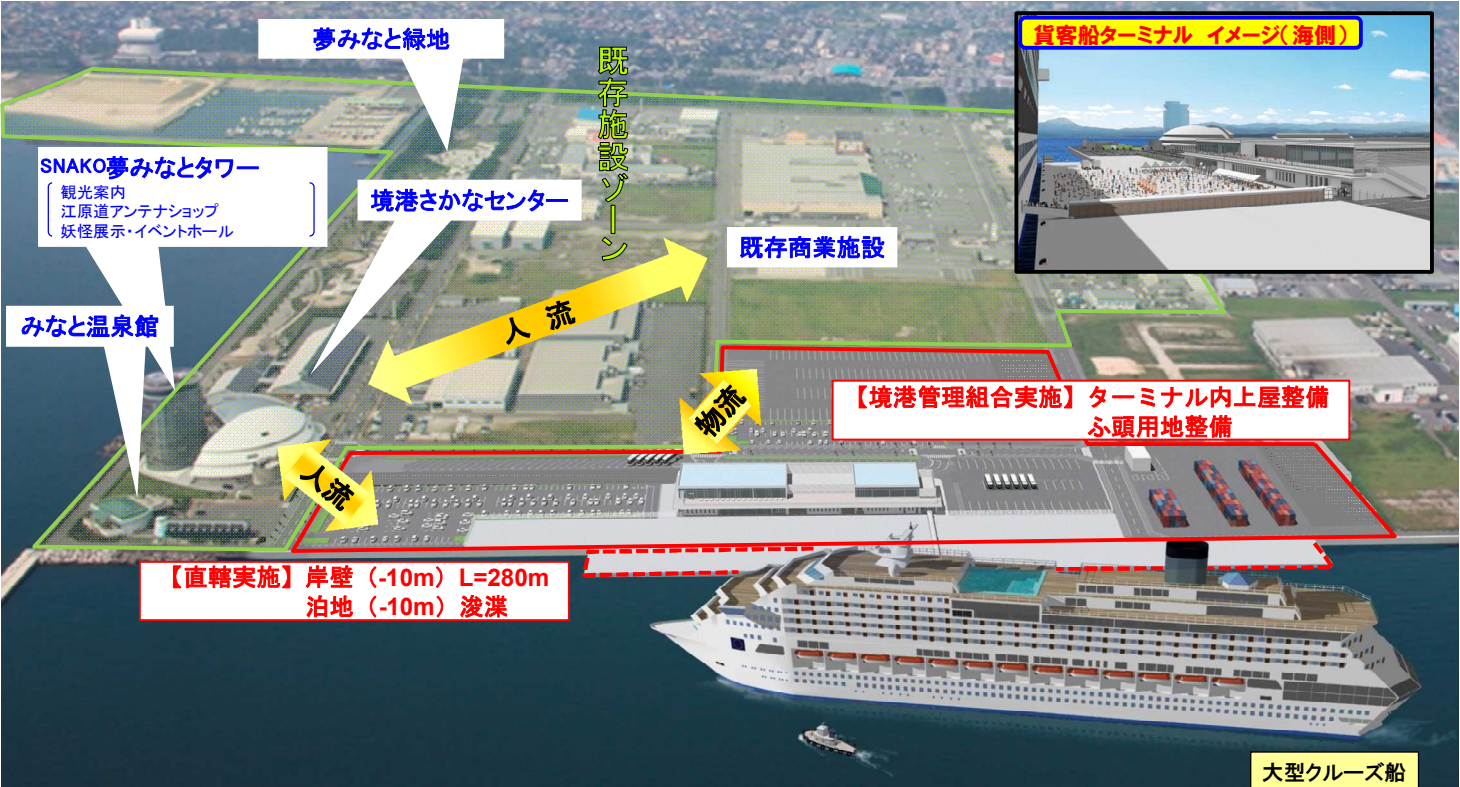 夢みなと緑地
既存施設ゾーン
貨客船ターミナル イメージ(海側)
SNAKO夢みなとタワー
観光案内
江原道アンテナショップ
妖怪展示・イベントホール
境港さかなセンター
既存商業施設
みなと温泉館
人 流
物流
【境港管理組合実施】ターミナル内上屋整備
ふ頭用地整備
人流
【直轄実施】岸壁(-10m)L=280m
泊地(-10m)浚渫
大型クルーズ船